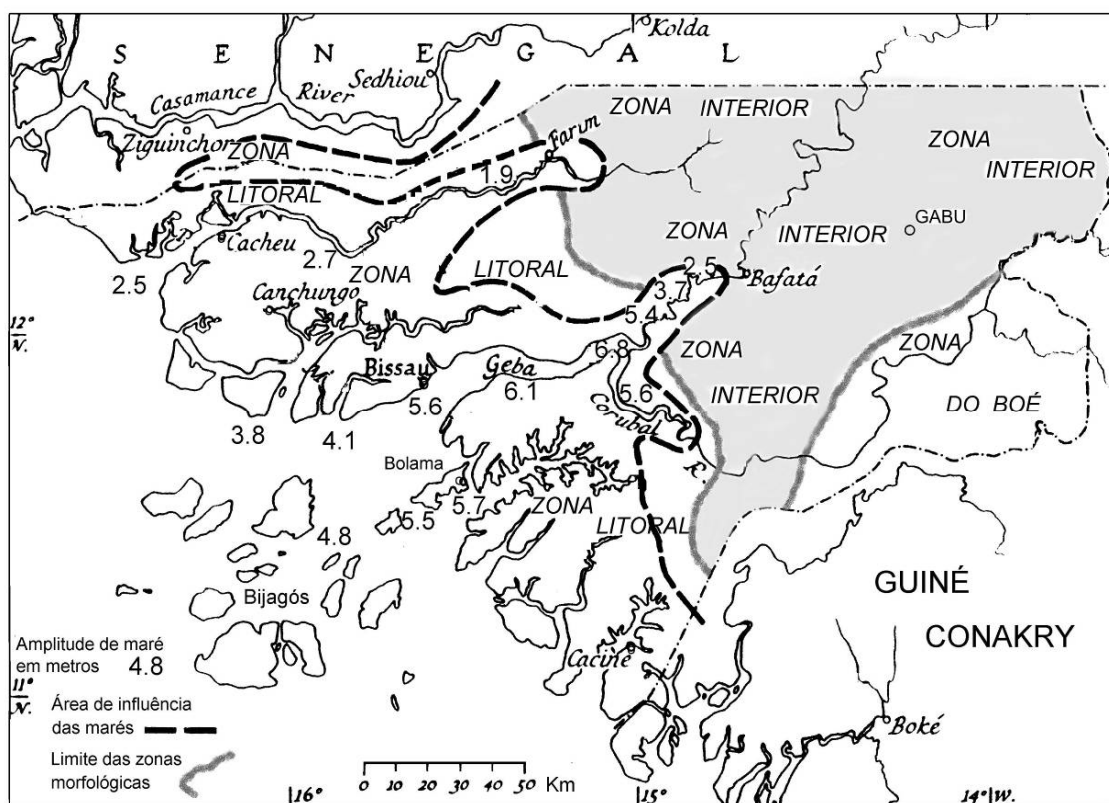 Kolda
S E N E G A L
Sedhiou
Casamance River
Ziguinchor
ZONA INTERIOR
ZONA
LITORAL
Farim
1.9
ZONA
INTERIOR
GABU
Cacheu
2.7
2.5
ZONA LITORAL
ZONA INTERIOR
2.5
Bafatá
3.7
5.4
Canchungo
12°
N.
Bissau
Geba
6.8
5.6
6.1
5.6
Corubal
R.
ZONA
INTERIOR
ZONA
DO BOÉ
3.8
4.1
Bolama
5.7
5.5
ZONA
LITORAL
4.8
Bijagós
GUINÉ
CONAKRY
Caciné
Boké
Amplitude de maré
em metros 4.8
11°
N.
Área de influência
das marés
Limite das zonas
morfológicas
0 10 20 30 40 50 Km
16°
15°
14°W.